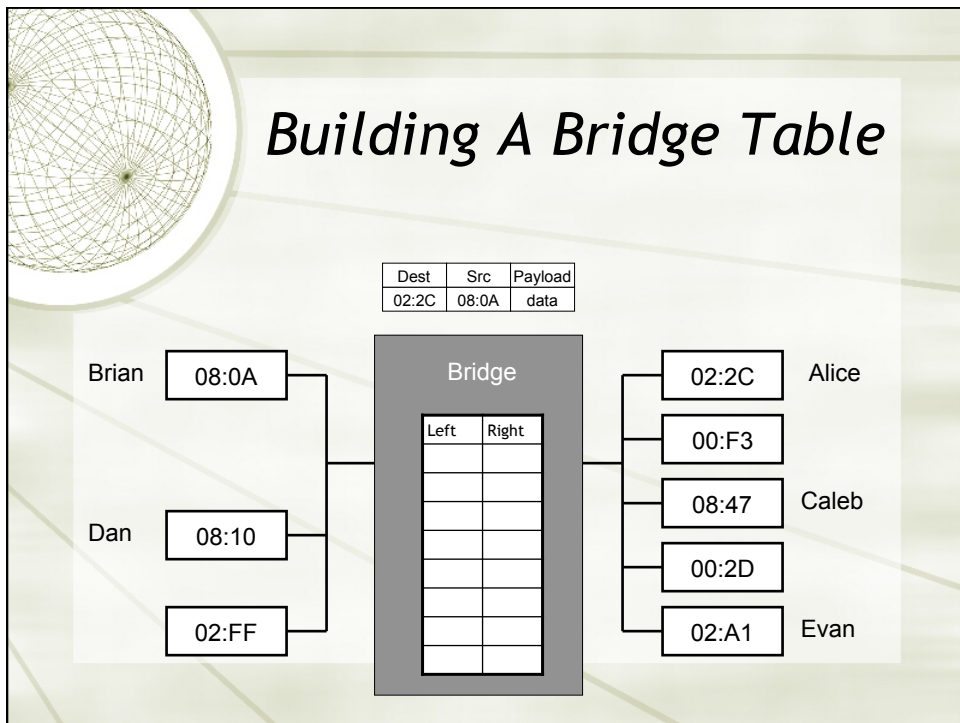 Building A Bridge Table
Dest Src Payload
02:2C 08:0A data
Bridge
Left Right
Brian 08:0A
Dan 08:10
02:FF
02:2C Alice
00:F3
08:47 Caleb
00:2D
02:A1 Evan